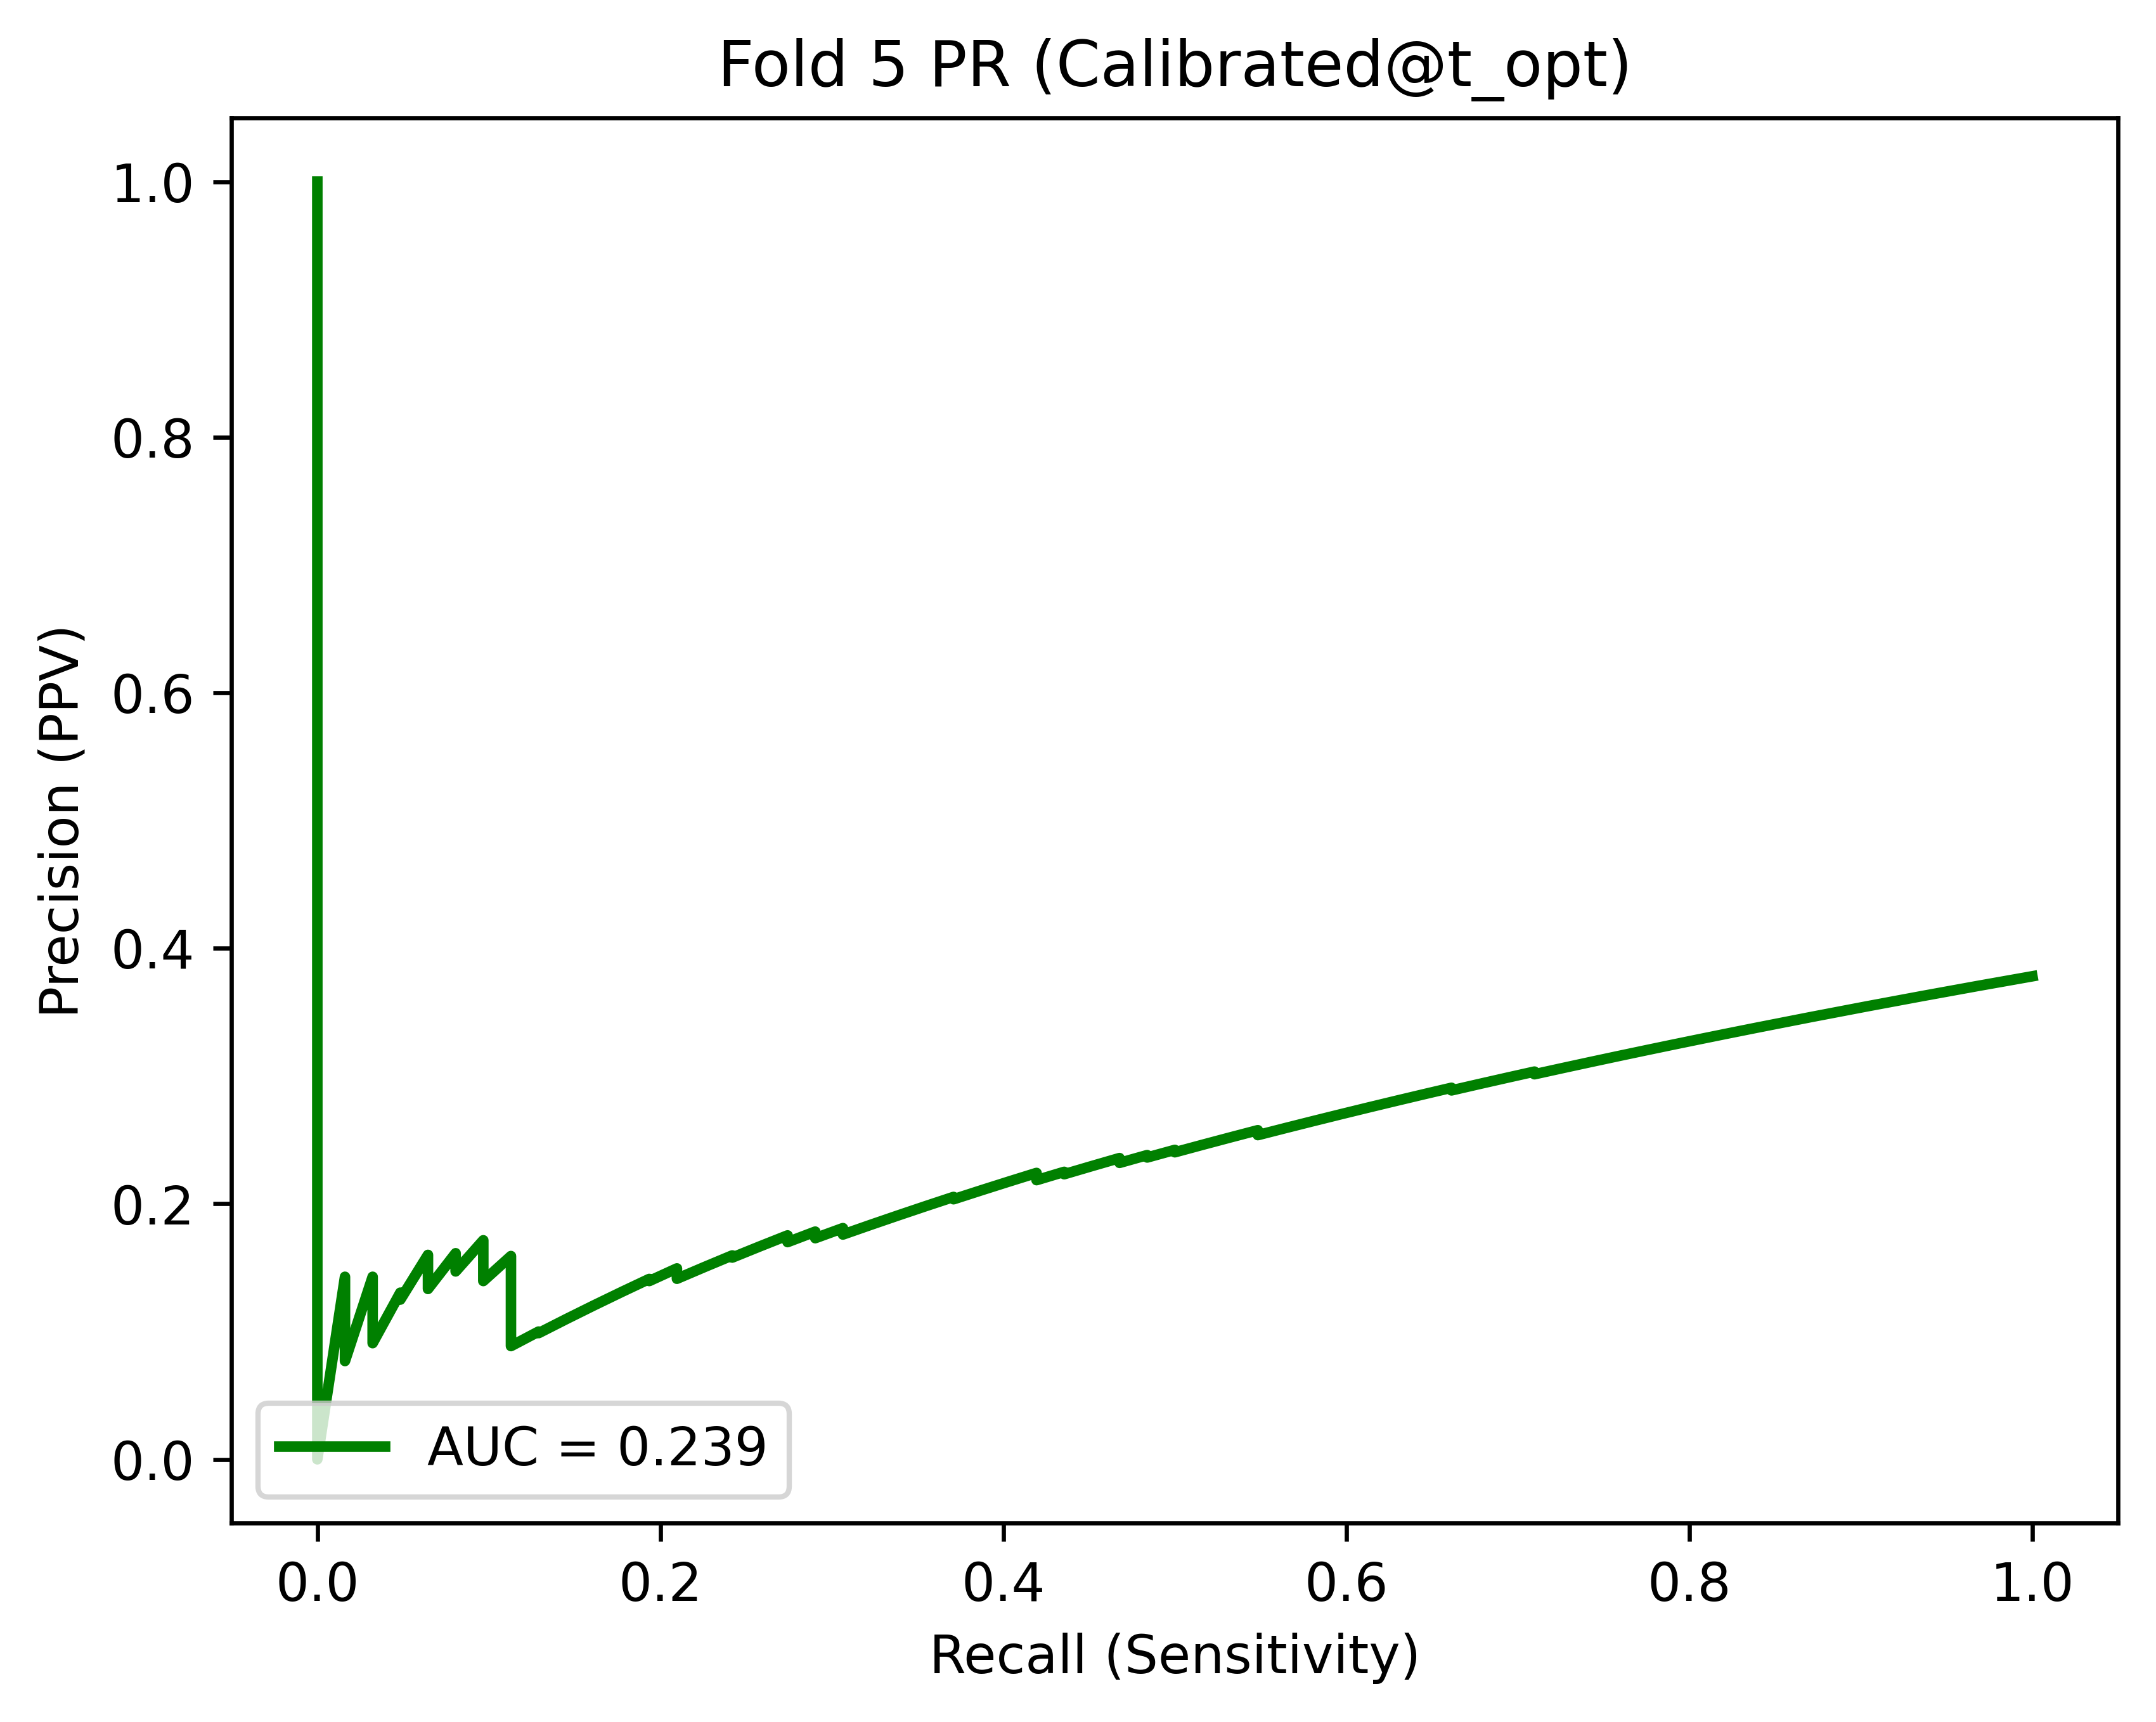 Fold 5 PR (Calibrated@t_opt)
Precision (PPV)
1.0
0.8
0.6
0.4
0.2
0.0
AUC = 0.239
0.0 0.2 0.4 0.6 0.8 1.0
Recall (Sensitivity)